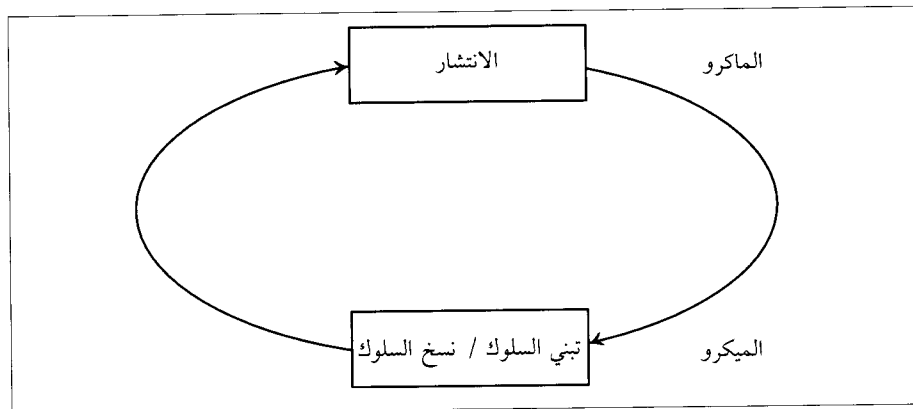 الماكرو
الانتشار
الميكرو
تبني السلوك / نسخ السلوك